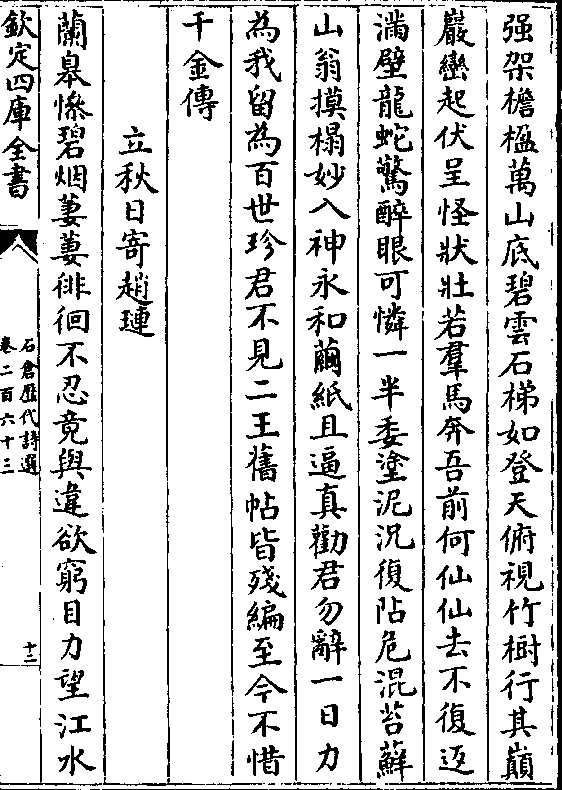 强架檐楹萬山底碧雲石梯如登天俯視竹樹行其巔
巖巒起伏呈怪狀壯若羣馬奔吾前何仙仙去不復返
滿壁龍蛇驚醉眼可憐一半委塗泥況復阽危混苔蘚
山翁摸榻妙入神永和繭紙且逼真勸君勿辭一日力
為我留為百世珍君不見二王舊帖皆殘編至今不惜
千金傳
立秋日寄趙璉
蘭皋慘碧烟萋萋徘徊不忍竟與違欲窮目力望江水
欽定四庫全書
石倉歷代詩選
卷二百六十三
十二